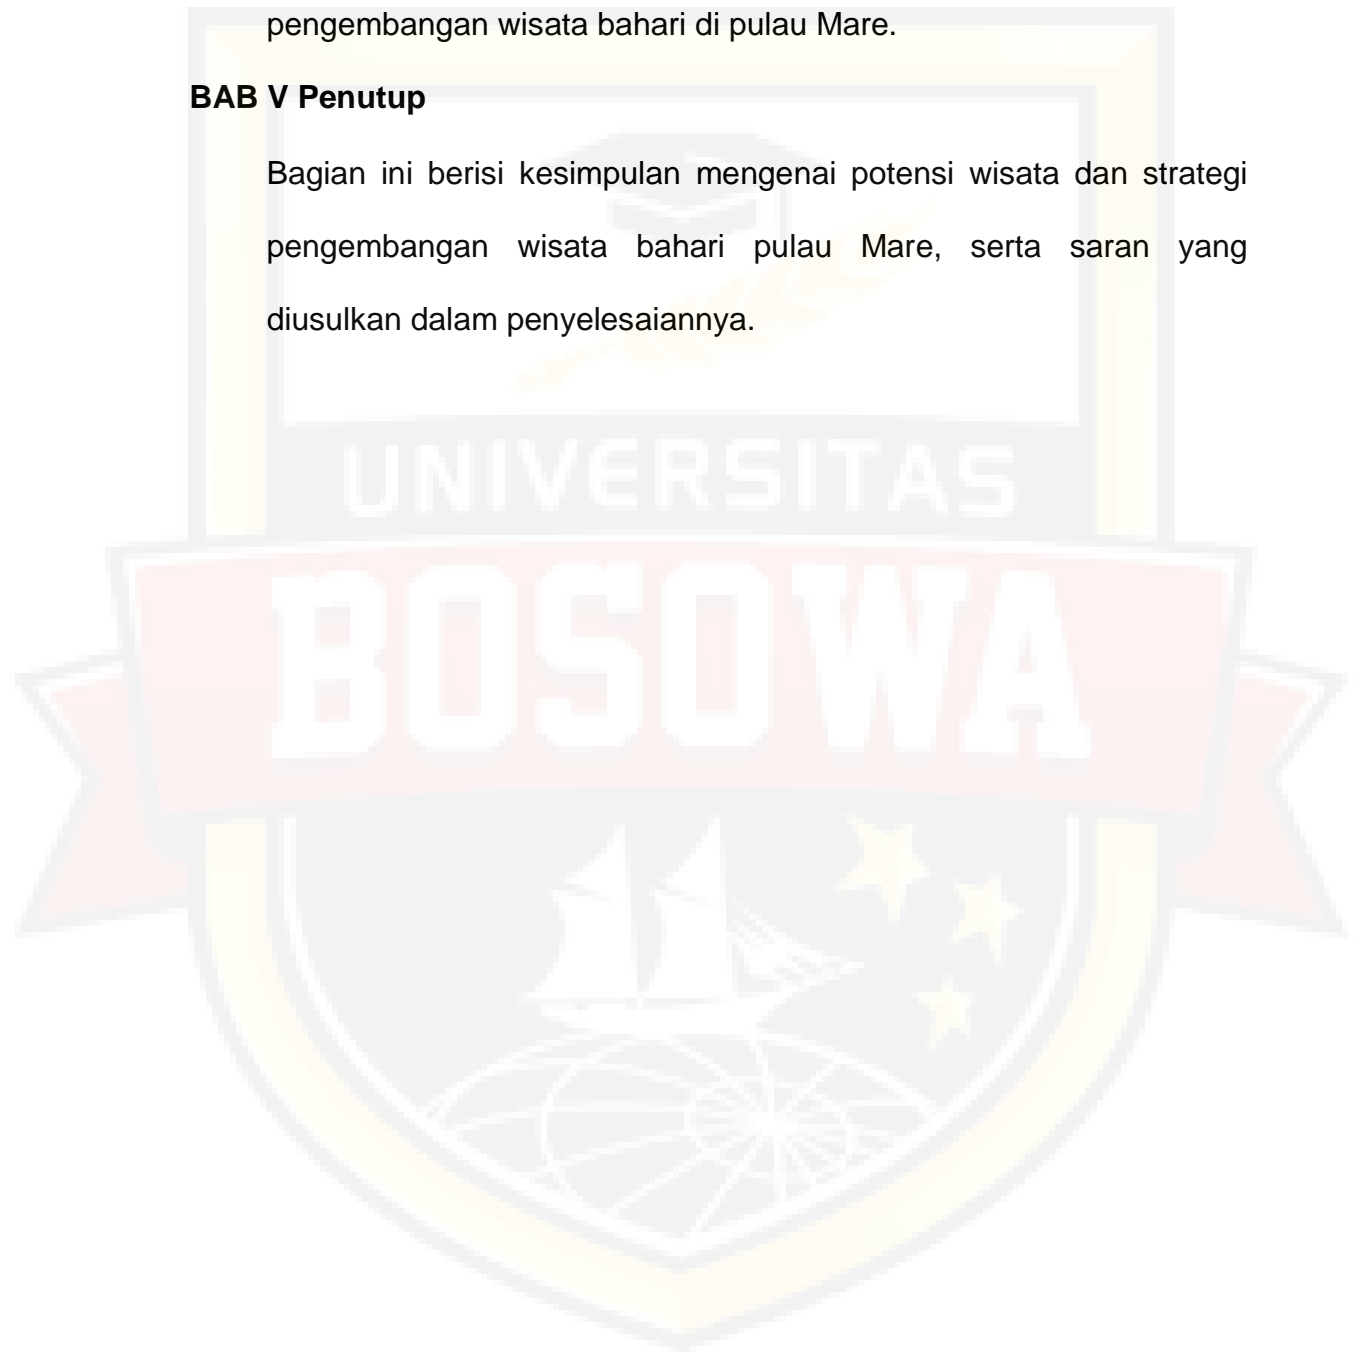 pengembangan wisata bahari di pulau Mare.
BAB V Penutup
Bagian ini berisi kesimpulan mengenai potensi wisata dan strategi
pengembangan wisata bahari pulau Mare, serta saran yang
diusulkan dalam penyelesaiannya.
UNIVERSITAS
BOSOWA